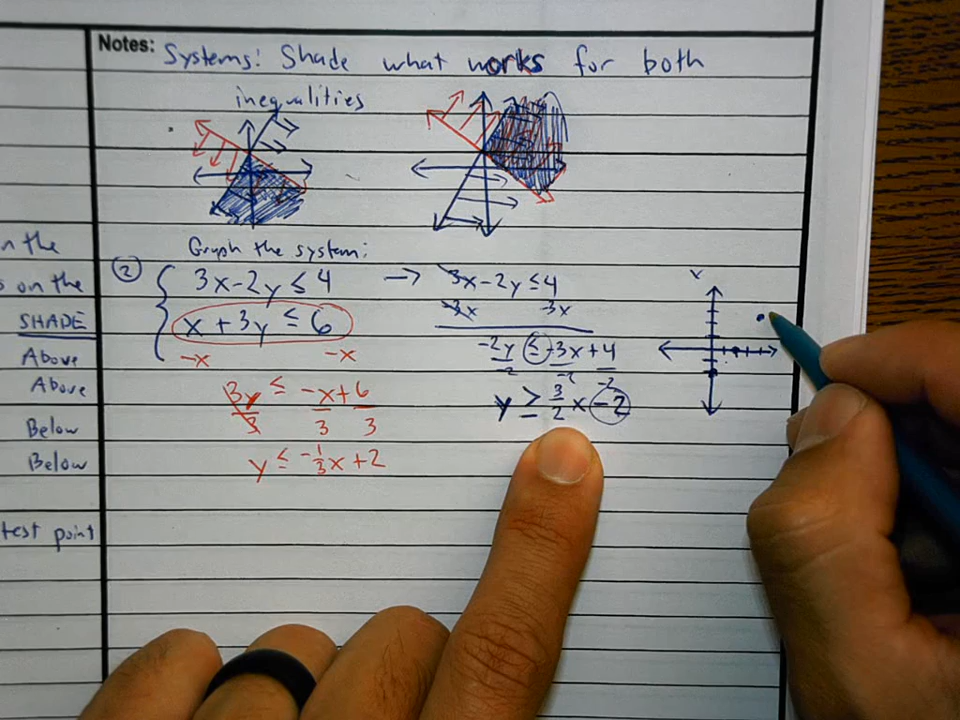 Notes: Systems: Shade what works for both
inequalities
Graph the system:
② 3x-2y ≤ 4 → 3x-2y ≤ 4
-3x -3x
x + 3y ≤ 6
-x -x
-2y ≤ -3x + 4
-2 -2 -2
3y ≤ -x + 6
3 3 3
y ≥ 3/2 x - 2
y ≤ -1/3 x + 2
n the
s on the
SHADE
Above
Above
Below
Below
test point